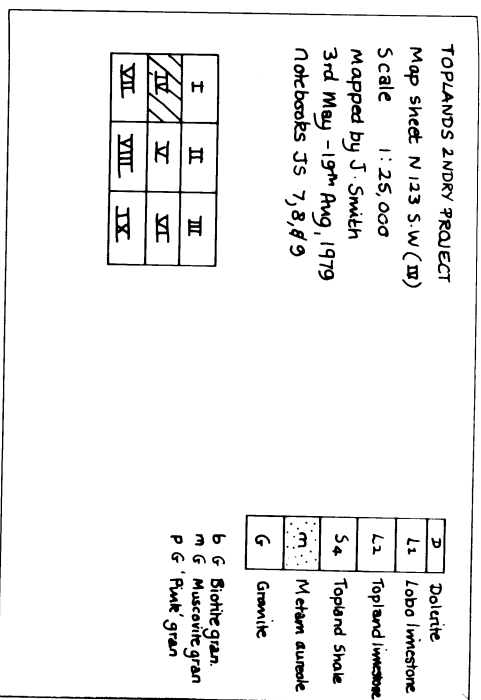 TOPLANDS 2NDRY PROJECT
Map sheet N 123 S.W (IV)
Scale 1:25,000
Mapped by J. Smith
3rd May - 19th Aug, 1979
Notebooks JS 7,8,&9
I II III
IV V VI
VII VIII IX
D Dolerite
L1 Lobo limestone
L2 Topland limestone
S4 Topland Shale
m Metam aureole
G Granite
b G Biotite gran.
m G Muscovite gran
p G 'Pink' gran